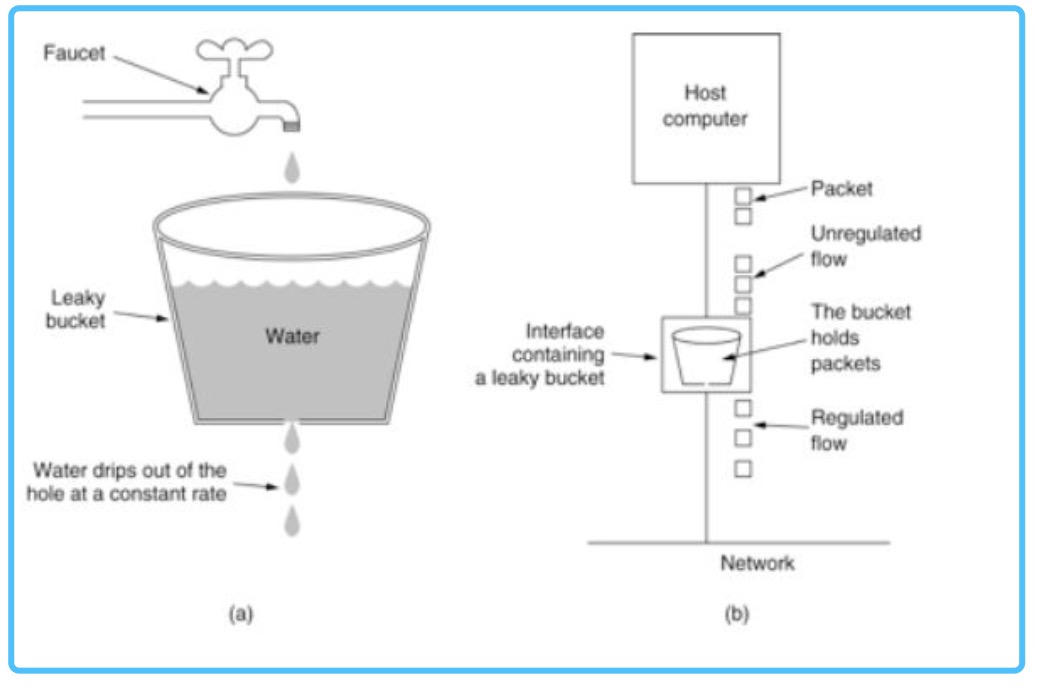 Faucet
Leaky
bucket
Water
Water drips out of the
hole at a constant rate
(a)
Host
computer
Packet
Unregulated
flow
The bucket
holds
packets
Interface
containing
a leaky bucket
Regulated
flow
Network
(b)